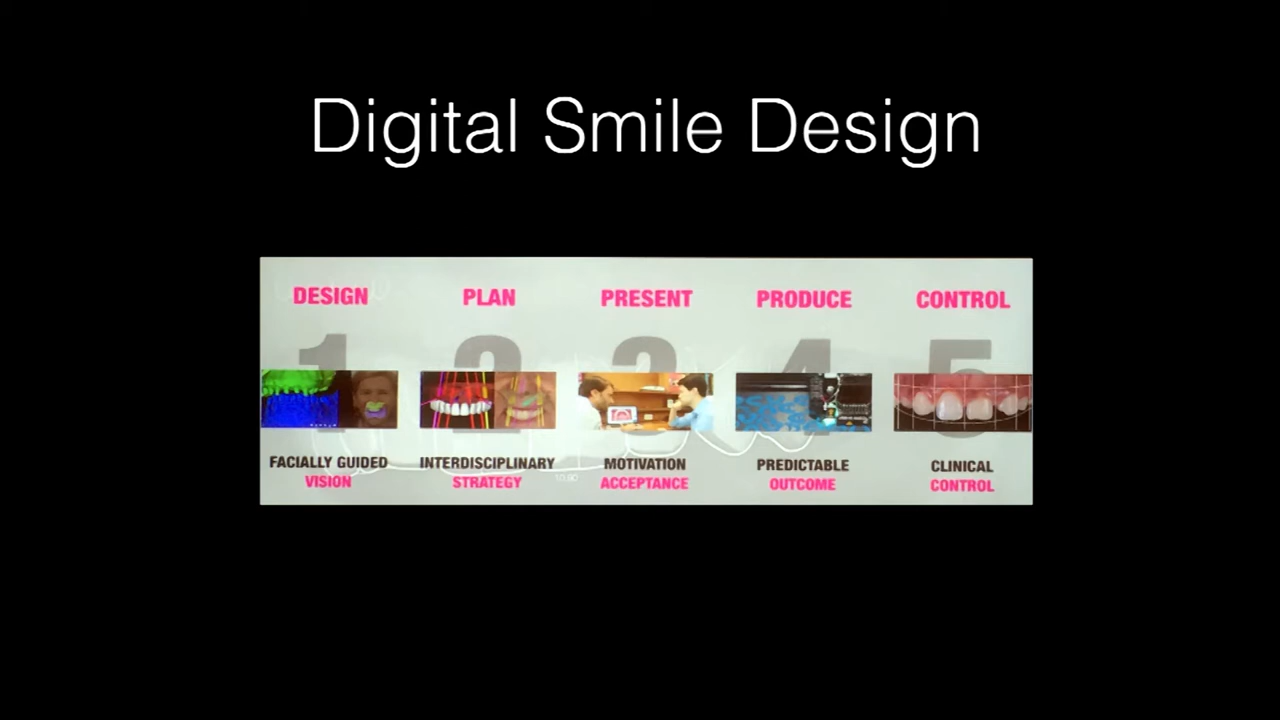 Digital Smile Design
DESIGN
1
FACIALLY GUIDED
VISION
PLAN
2
INTERDISCIPLINARY
STRATEGY
PRESENT
3
MOTIVATION
ACCEPTANCE
PRODUCE
4
PREDICTABLE
OUTCOME
CONTROL
5
CLINICAL
CONTROL